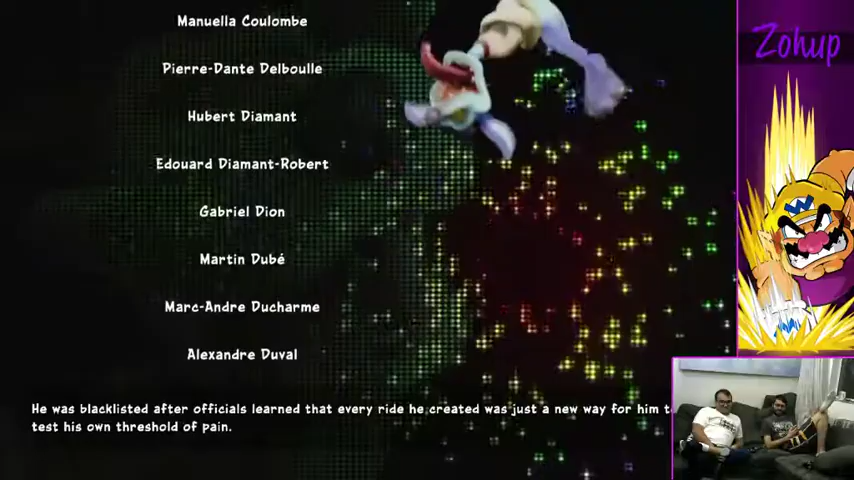 Manuella Coulombe
Zohup
Pierre-Dante Delboulle
Hubert Diamant
Edouard Diamant-Robert
Gabriel Dion
W
Martin Dubé
Marc-Andre Ducharme
Alexandre Duval
He was blacklisted after officials learned that every ride he created was just a new way for him t
test his own threshold of pain.